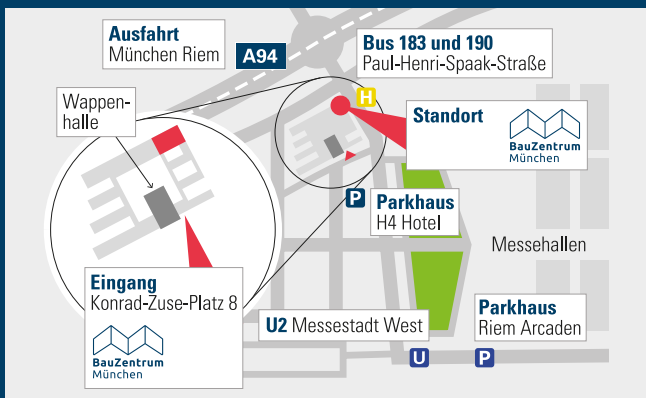 Ausfahrt
München Riem
A94
Bus 183 und 190
Paul-Henri-Spaak-Straße
H
Wappen-
halle
Standort
BauZentrum
München
P
Parkhaus
H4 Hotel
Messehallen
Eingang
Konrad-Zuse-Platz 8
BauZentrum
München
U2 Messestadt West
Parkhaus
Riem Arcaden
U
P